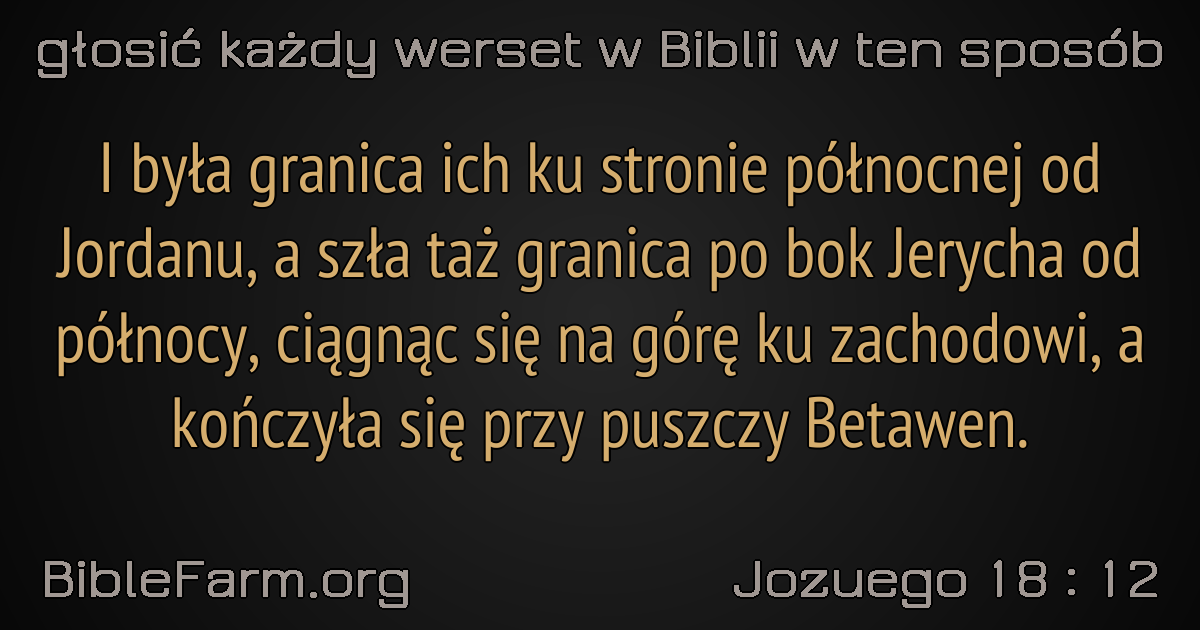 głosić każdy werset w Biblii w ten sposób
I była granica ich ku stronie północnej od
Jordanu, a szła taż granica po bok Jerycha od
północy, ciągnąc się na górę ku zachodowi, a
kończyła się przy puszczy Betawen.
BibleFarm.org
Jozuego 18 : 12